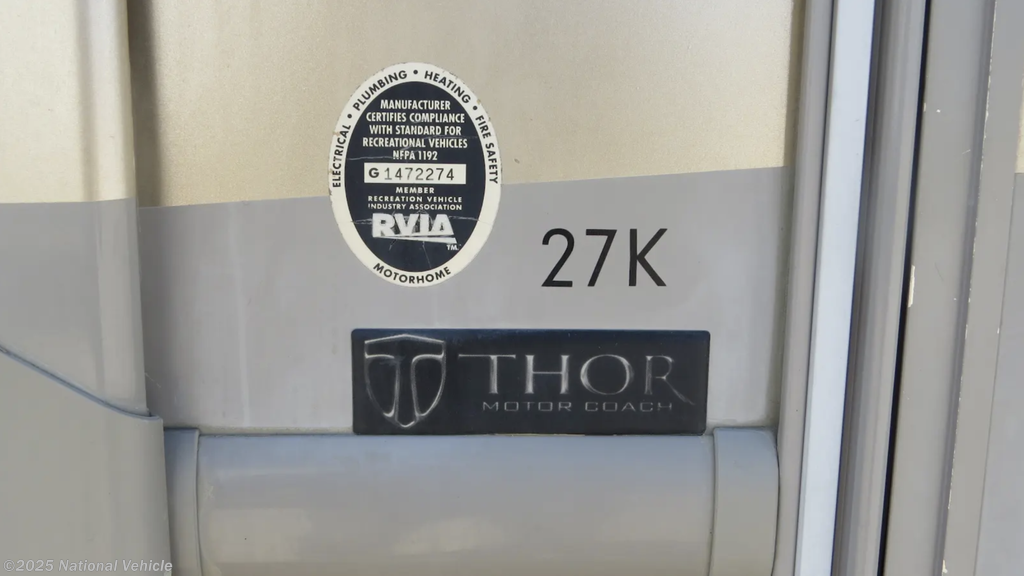 ELECTRICAL • PLUMBING • HEATING • FIRE SAFETY
MANUFACTURER
CERTIFIES COMPLIANCE
WITH STANDARD FOR
RECREATIONAL VEHICLES
NFPA 1192
G 1472274
MEMBER
RECREATION VEHICLE
INDUSTRY ASSOCIATION
RVIA
TM.
MOTORHOME
27K
THOR
MOTOR COACH
©2025 National Vehicle